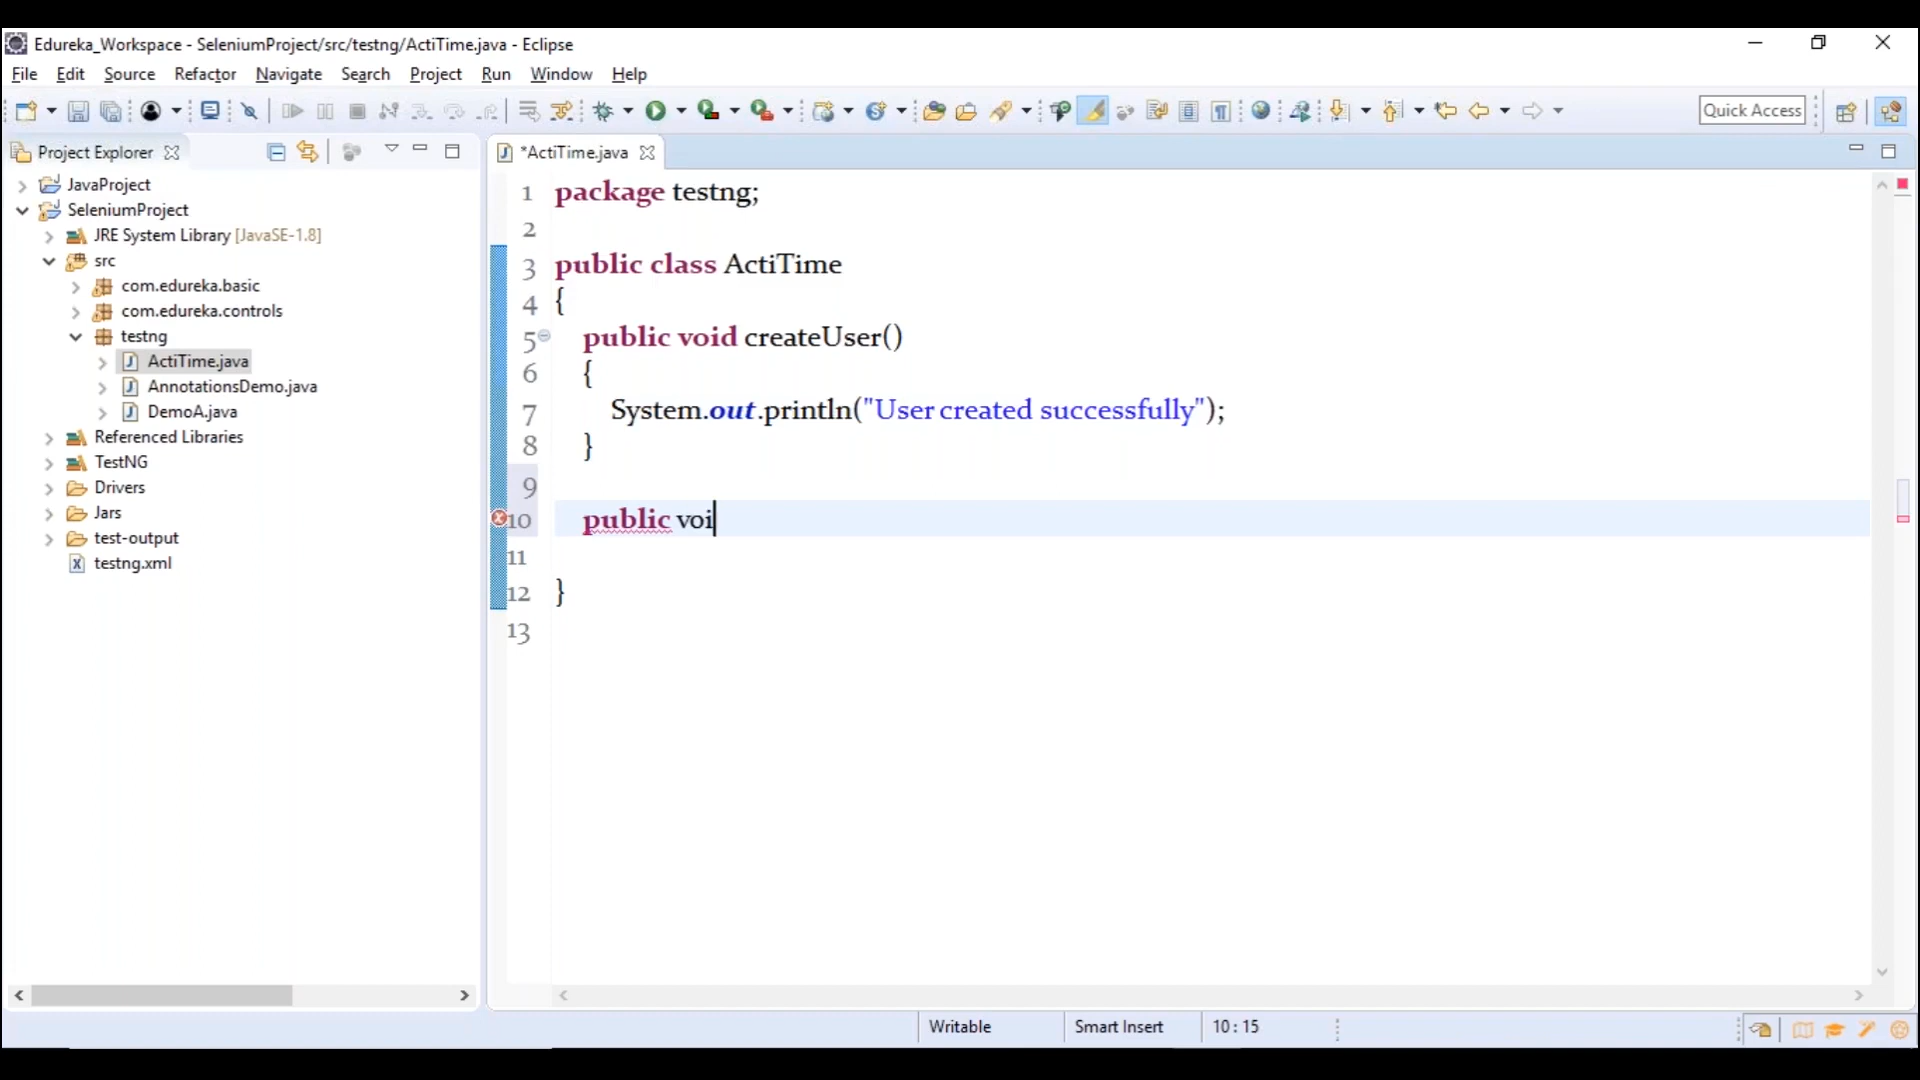 Edureka_Workspace - SeleniumProject/src/testng/ActiTime.java - Eclipse
File Edit Source Refactor Navigate Search Project Run Window Help
Quick Access
Project Explorer
JavaProject
SeleniumProject
JRE System Library [JavaSE-1.8]
src
com.edureka.basic
com.edureka.controls
testng
ActiTime.java
AnnotationsDemo.java
DemoA.java
Referenced Libraries
TestNG
Drivers
Jars
test-output
testng.xml
*ActiTime.java
1 package testng;
2
3 public class ActiTime
4 {
5 public void createUser()
6 {
7 System.out.println("User created successfully");
8 }
9
10 public voi
11
12 }
13
Writable Smart Insert 10 : 15